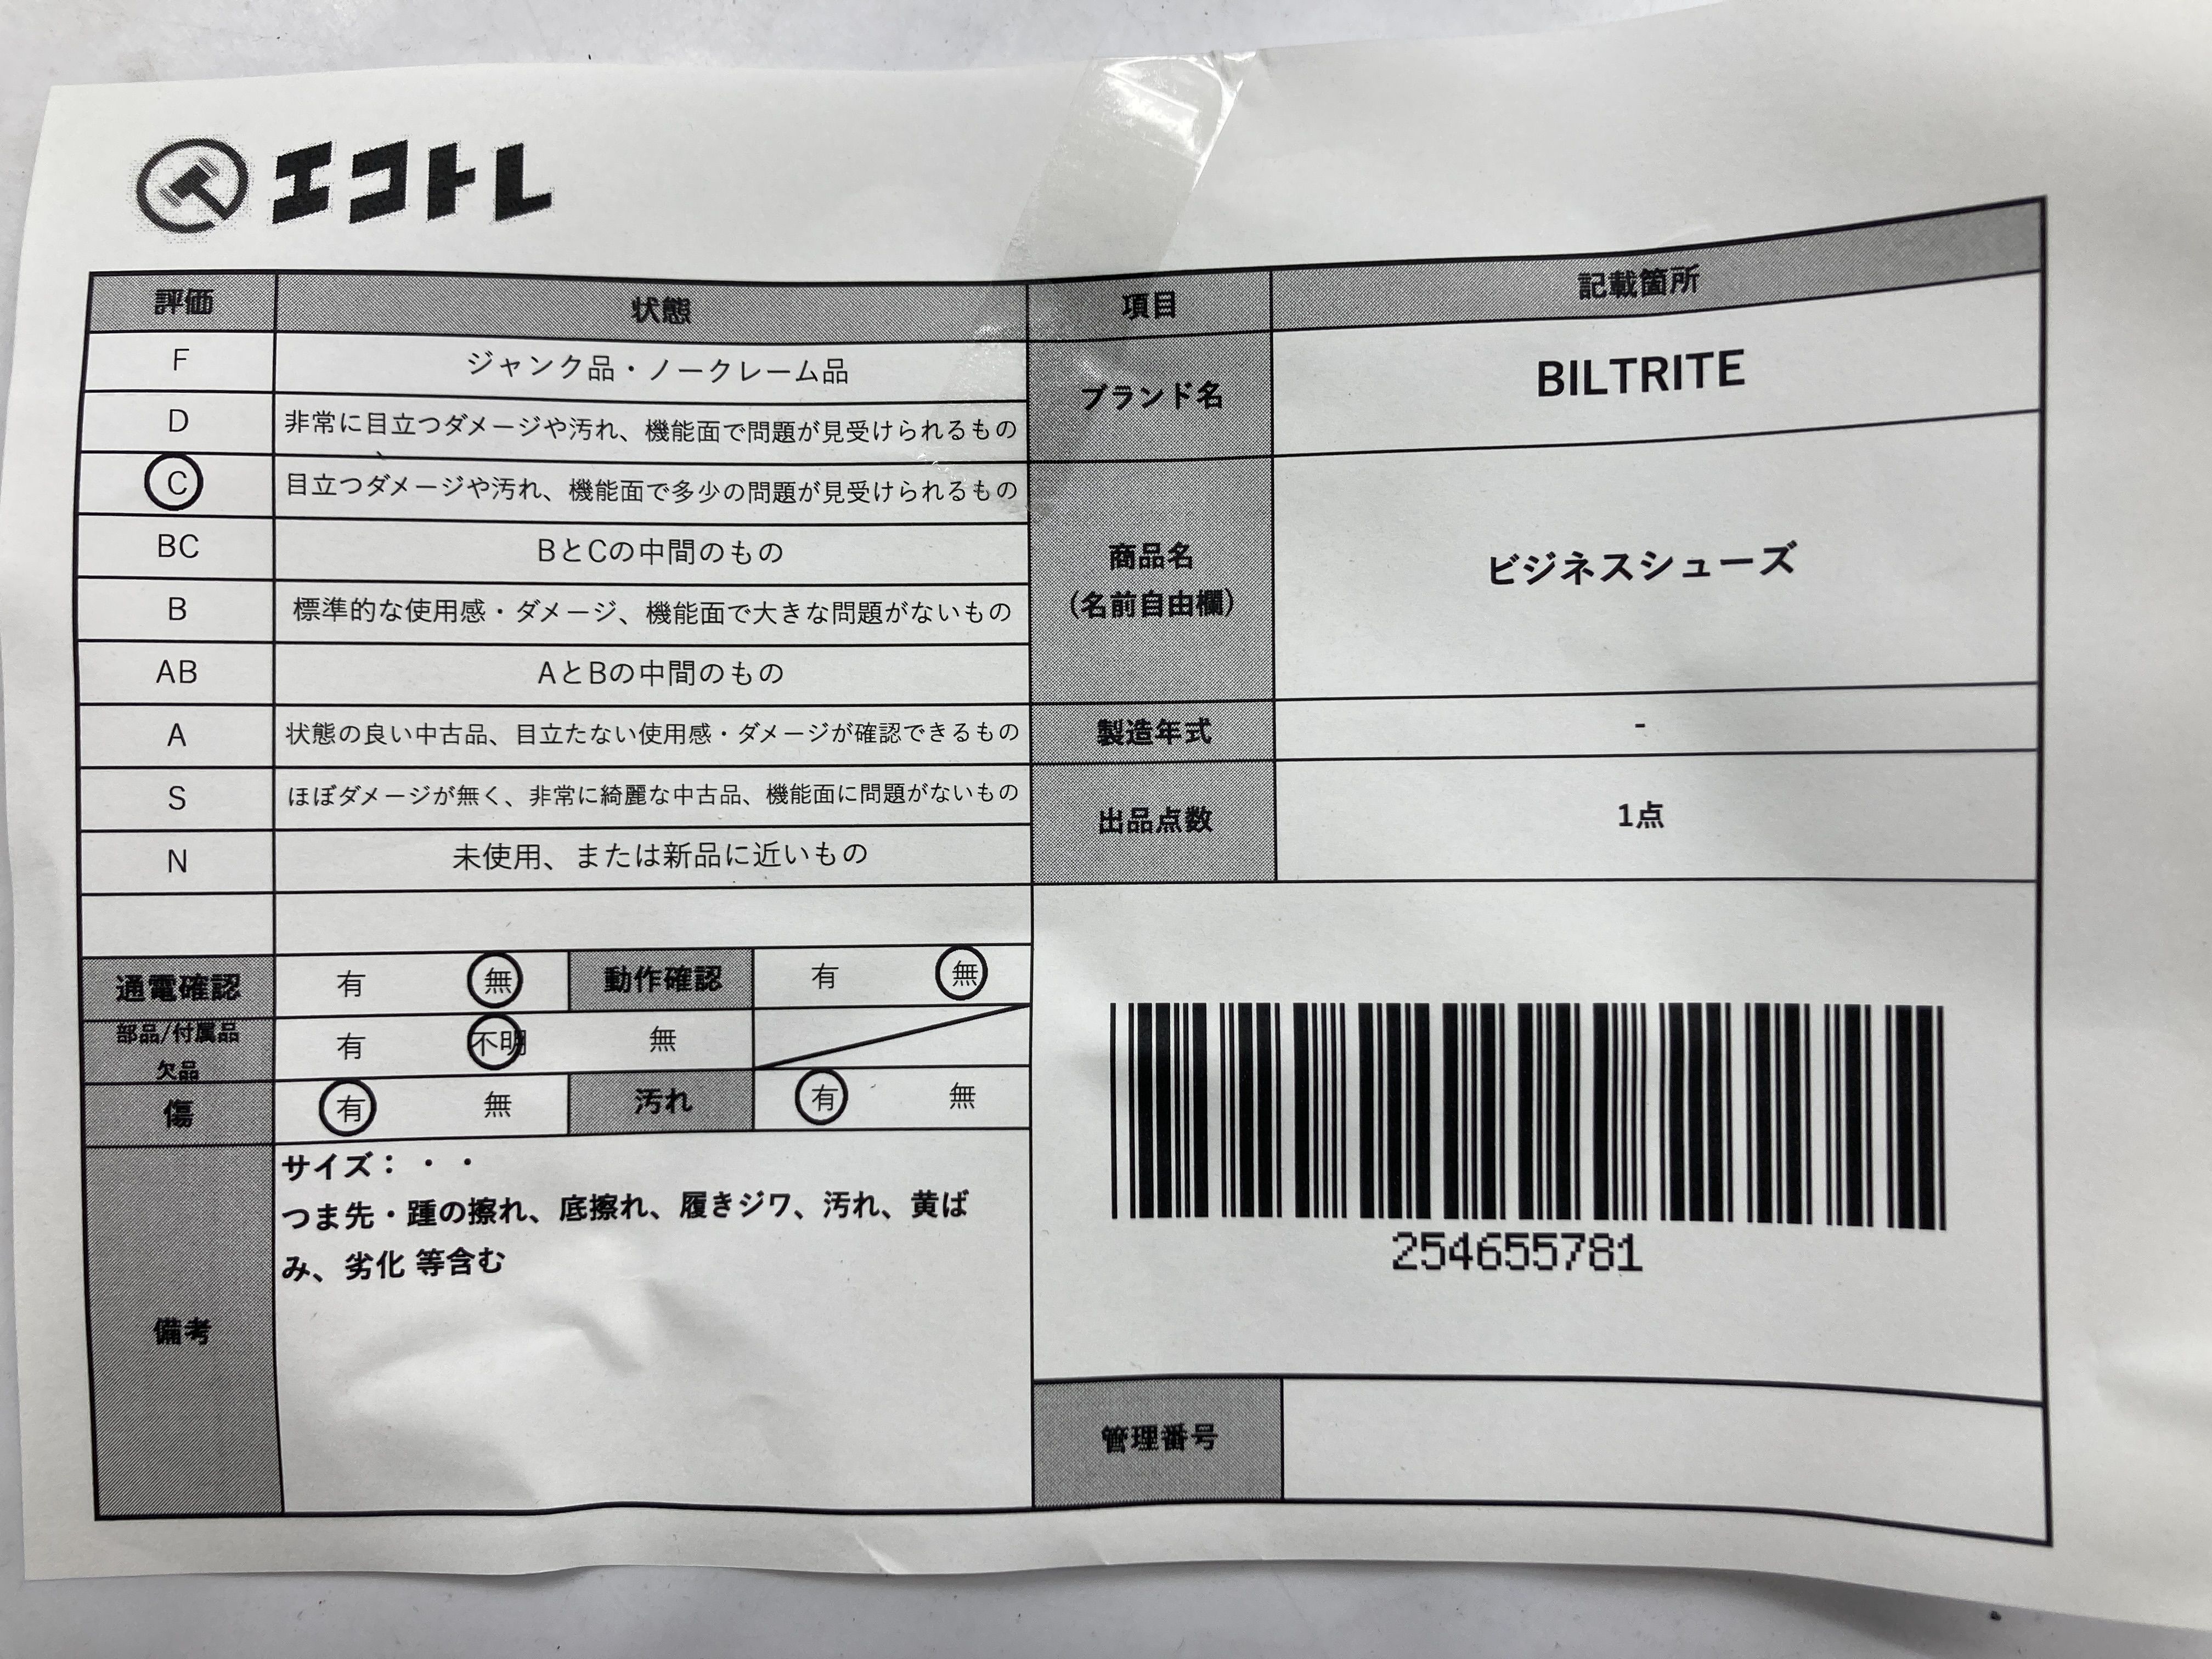 エコトレ
評価 状態
F ジャンク品・ノークレーム品
D 非常に目立つダメージや汚れ、機能面で問題が見受けられるもの
C 目立つダメージや汚れ、機能面で多少の問題が見受けられるもの
BC BとCの中間のもの
B 標準的な使用感・ダメージ、機能面で大きな問題がないもの
AB AとBの中間のもの
A 状態の良い中古品、目立たない使用感・ダメージが確認できるもの
S ほぼダメージが無く、非常に綺麗な中古品、機能面に問題がないもの
N 未使用、または新品に近いもの
通電確認 有 無 動作確認 有 無
部品/付属品
欠品 有 不明 無
傷 有 無 汚れ 有 無
備考
サイズ：・・
つま先・踵の擦れ、底擦れ、履きジワ、汚れ、黄ば
み、劣化 等含む
項目 記載箇所
ブランド名 BILTRITE
商品名
（名前自由欄） ビジネスシューズ
製造年式 -
出品点数 1点
254655781
管理番号